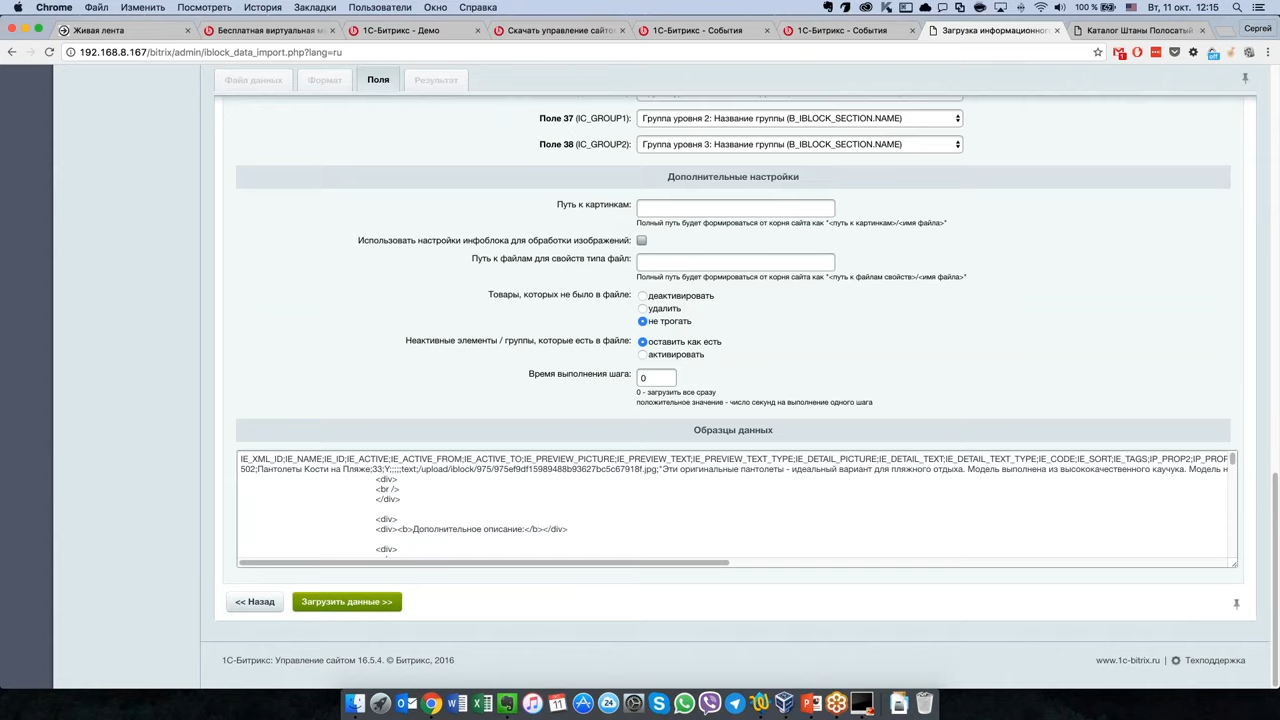 Chrome Файл Изменить Посмотреть История Закладки Пользователи Окно Справка 100 % Вт, 11 окт. 12:15
Живая лента
Бесплатная виртуальная м
1С-Битрикс - Демо
Скачать управление сайтом
1С-Битрикс - События
1С-Битрикс - События
Загрузка информационного
Каталог Штаны Полосатый
Сергей
192.168.8.167/bitrix/admin/iblock_data_import.php?lang=ru
Файл данных Формат Поля Результат
Поле 37 (IC_GROUP1): Группа уровня 2: Название группы (B_IBLOCK_SECTION.NAME)
Поле 38 (IC_GROUP2): Группа уровня 3: Название группы (B_IBLOCK_SECTION.NAME)
Дополнительные настройки
Путь к картинкам:
Полный путь будет формироваться от корня сайта как "<путь к картинкам>/<имя файла>"
Использовать настройки инфоблока для обработки изображений:
Путь к файлам для свойств типа файл:
Полный путь будет формироваться от корня сайта как "<путь к файлам свойств>/<имя файла>"
Товары, которых не было в файле: деактивировать
удалить
не трогать
Неактивные элементы / группы, которые есть в файле: оставить как есть
активировать
Время выполнения шага: 0
0 - загрузить все сразу
положительное значение - число секунд на выполнение одного шага
Образцы данных
IE_XML_ID;IE_NAME;IE_ID;IE_ACTIVE;IE_ACTIVE_FROM;IE_ACTIVE_TO;IE_PREVIEW_PICTURE;IE_PREVIEW_TEXT;IE_PREVIEW_TEXT_TYPE;IE_DETAIL_PICTURE;IE_DETAIL_TEXT;IE_DETAIL_TEXT_TYPE;IE_CODE;IE_SORT;IE_TAGS;IP_PROP2;IP_PROP
502;Пантолеты Кости на Пляже;33;Y;;;;;text;/upload/iblock/975/975ef9df15989488b93627bc5c67918f.jpg;"Эти оригинальные пантолеты - идеальный вариант для пляжного отдыха. Модель выполнена из высококачественного каучука. Модель н
<div>
<br />
</div>
<div>
<div><b>Дополнительное описание:</b></div>
<div>
<< Назад Загрузить данные >>
1С-Битрикс: Управление сайтом 16.5.4. © Битрикс, 2016 www.1c-bitrix.ru | Техподдержка